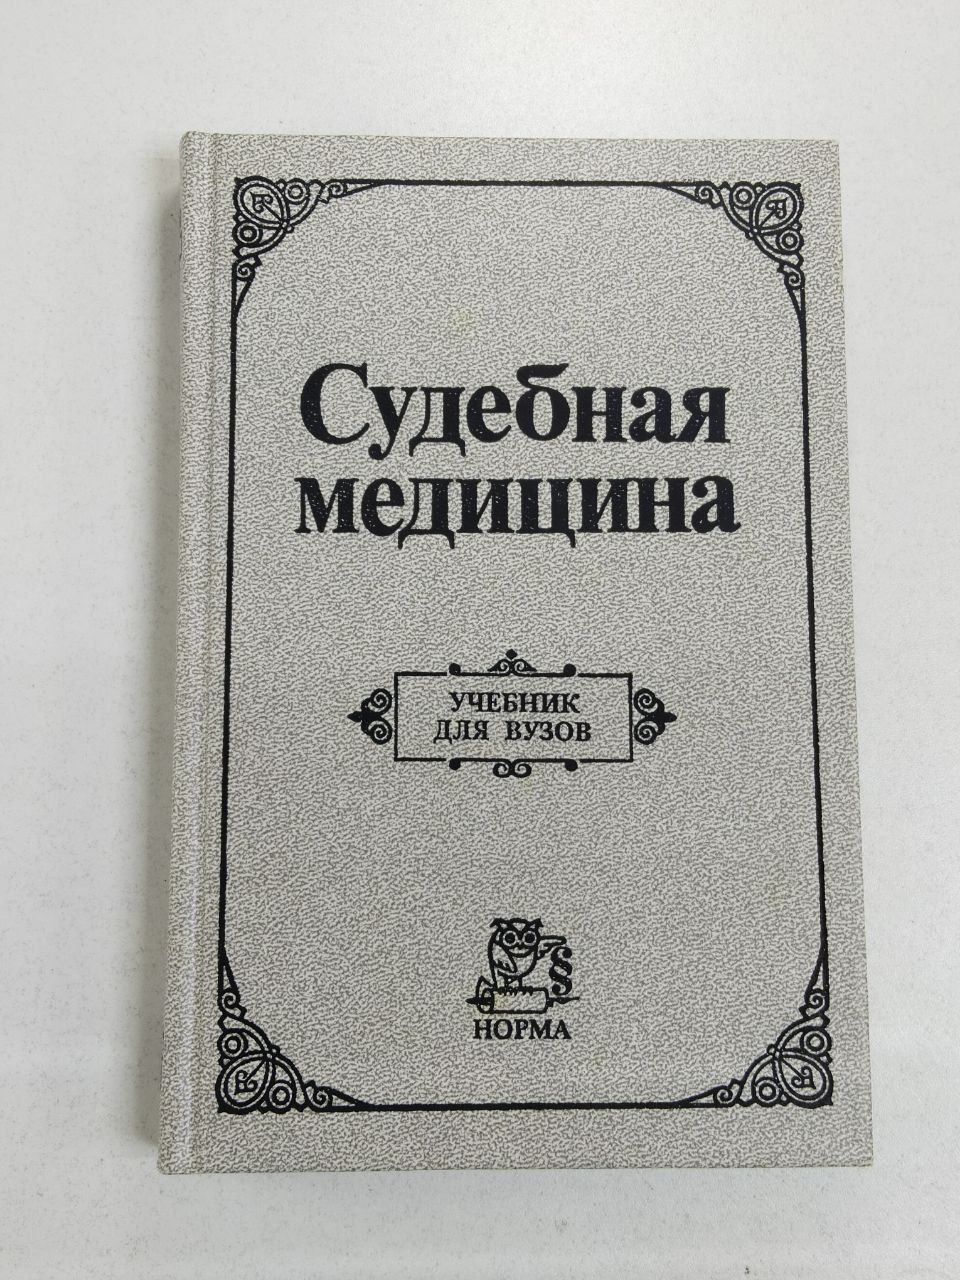 Судебная
медицина
УЧЕБНИК
ДЛЯ ВУЗОВ
§
НОРМА